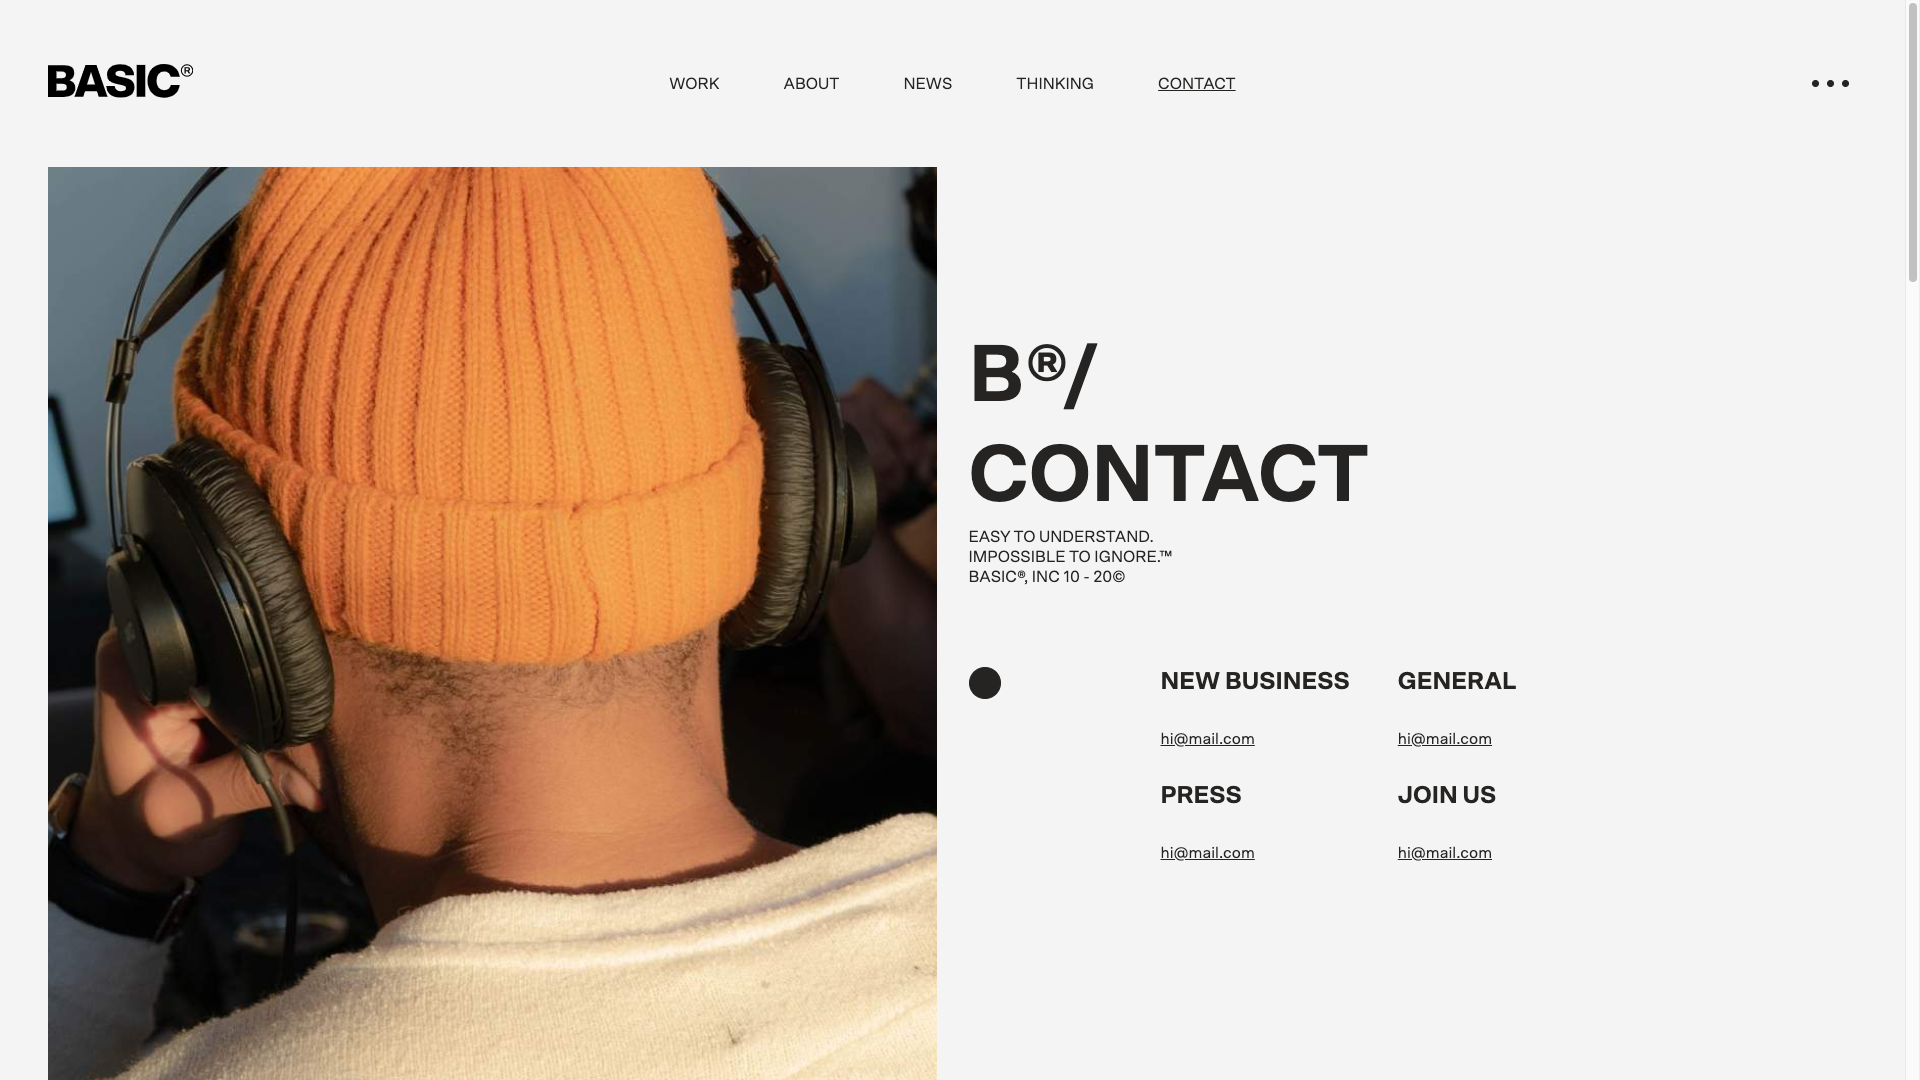 BASIC®
WORK
ABOUT
NEWS
THINKING
CONTACT
B®/
CONTACT
EASY TO UNDERSTAND.
IMPOSSIBLE TO IGNORE.™
BASIC®, INC 10 - 20©
NEW BUSINESS
hi@mail.com
GENERAL
hi@mail.com
PRESS
hi@mail.com
JOIN US
hi@mail.com